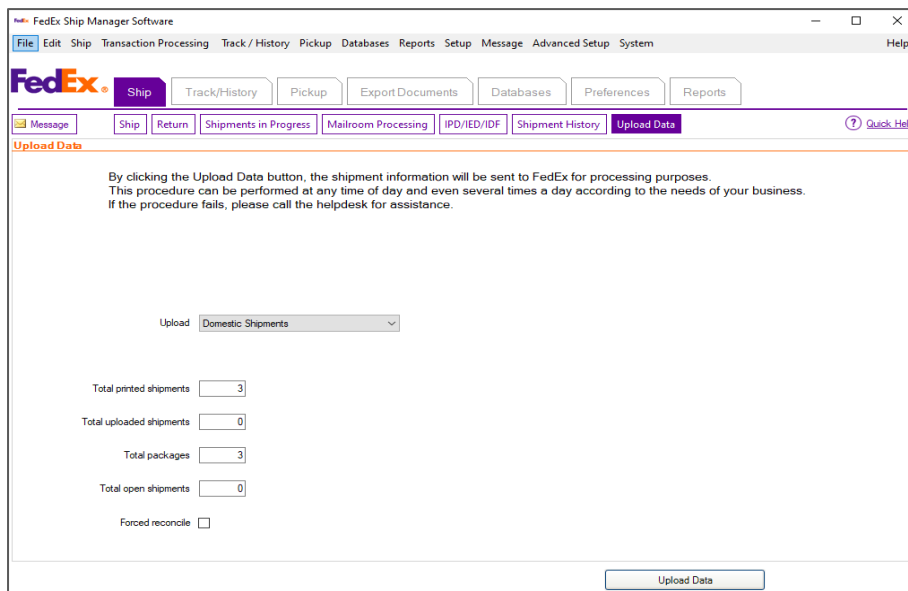 FedEx FedEx Ship Manager Software
File Edit Ship Transaction Processing Track / History Pickup Databases Reports Setup Message Advanced Setup System Help
FedEx®
Ship Track/History Pickup Export Documents Databases Preferences Reports
Message Ship Return Shipments in Progress Mailroom Processing IPD/IED/IDF Shipment History Upload Data ? Quick Hel
Upload Data
By clicking the Upload Data button, the shipment information will be sent to FedEx for processing purposes.
This procedure can be performed at any time of day and even several times a day according to the needs of your business.
If the procedure fails, please call the helpdesk for assistance.
Upload Domestic Shipments
Total printed shipments 3
Total uploaded shipments 0
Total packages 3
Total open shipments 0
Forced reconcile
Upload Data